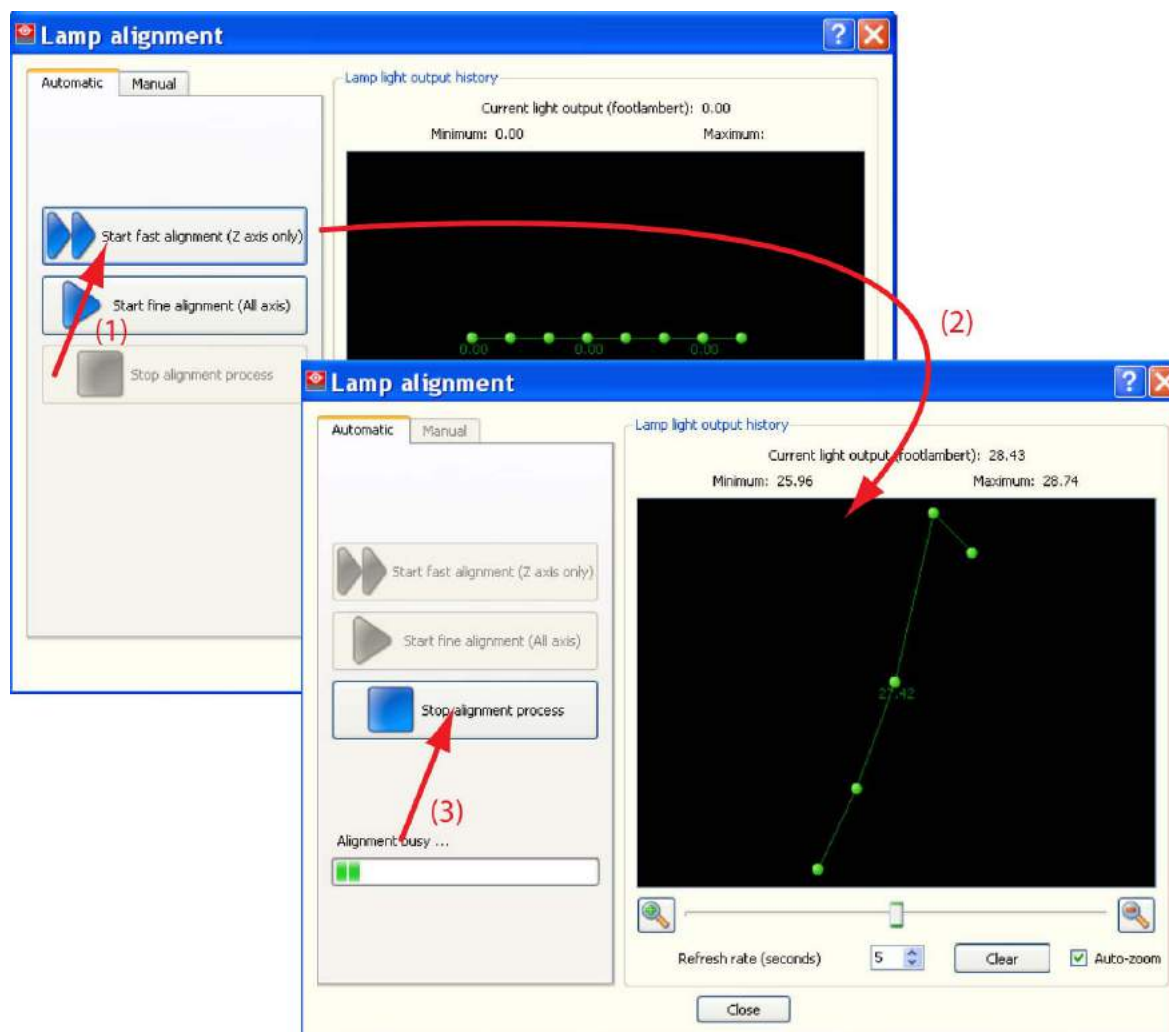 Lamp alignment
Automatic
Manual
Lamp light output history
Current light output (footlambert): 0.00
Minimum: 0.00
Maximum:
Start fast alignment (Z axis only)
Start fine alignment (All axis)
Stop alignment process
0.00
0.00
0.00
(1)
(2)
Lamp alignment
Automatic
Manual
Lamp light output history
Current light output (footlambert): 28.43
Minimum: 25.96
Maximum: 28.74
Start fast alignment (Z axis only)
Start fine alignment (All axis)
Stop alignment process
27.42
(3)
Alignment busy ...
Refresh rate (seconds)
5
Clear
Auto-zoom
Close